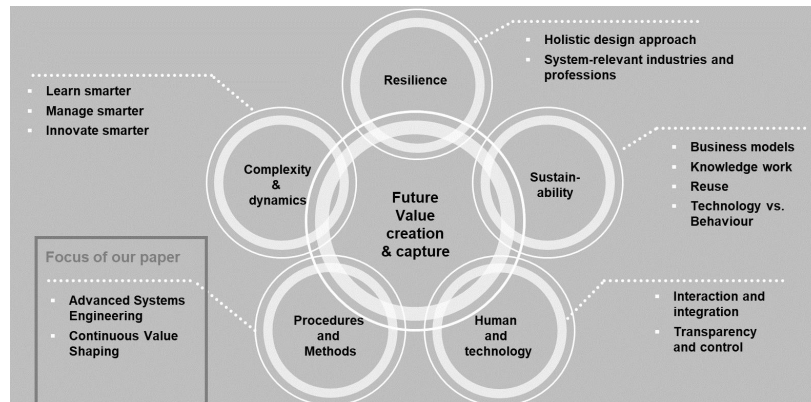 Resilience
Holistic design approach
System-relevant industries and
professions
Learn smarter
Manage smarter
Innovate smarter
Complexity
&
dynamics
Sustain-
ability
Business models
Knowledge work
Reuse
Technology vs.
Behaviour
Future
Value
creation
& capture
Focus of our paper
Advanced Systems
Engineering
Continuous Value
Shaping
Procedures
and
Methods
Human
and
technology
Interaction and
integration
Transparency
and control